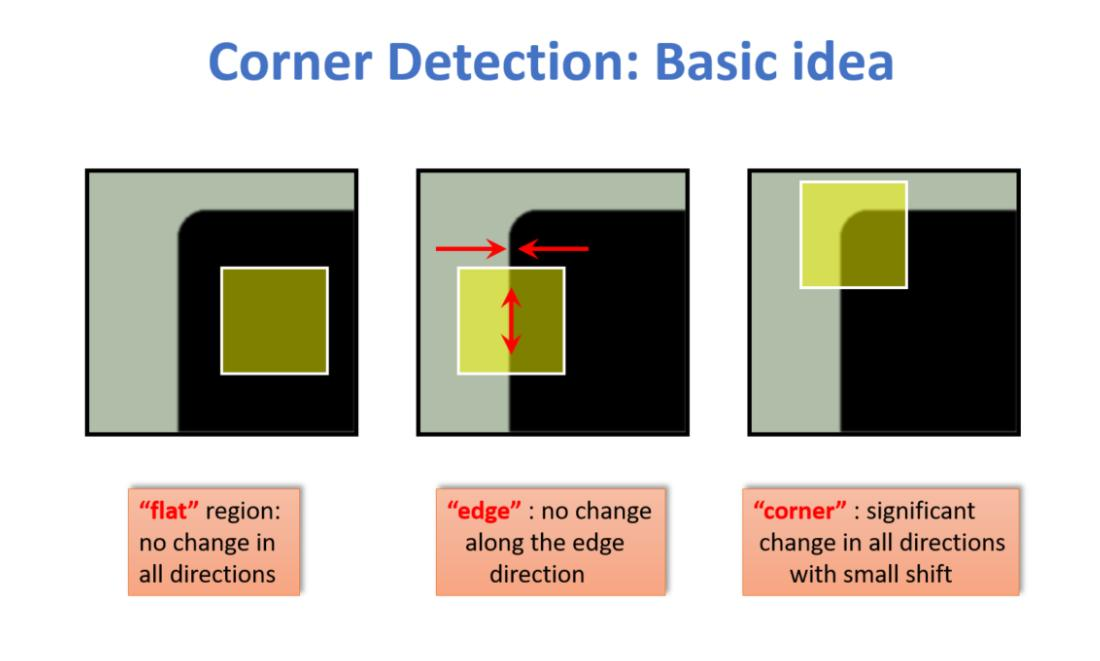 Corner Detection: Basic idea
“flat” region:
no change in
all directions
“edge” : no change
along the edge
direction
“corner” : significant
change in all directions
with small shift